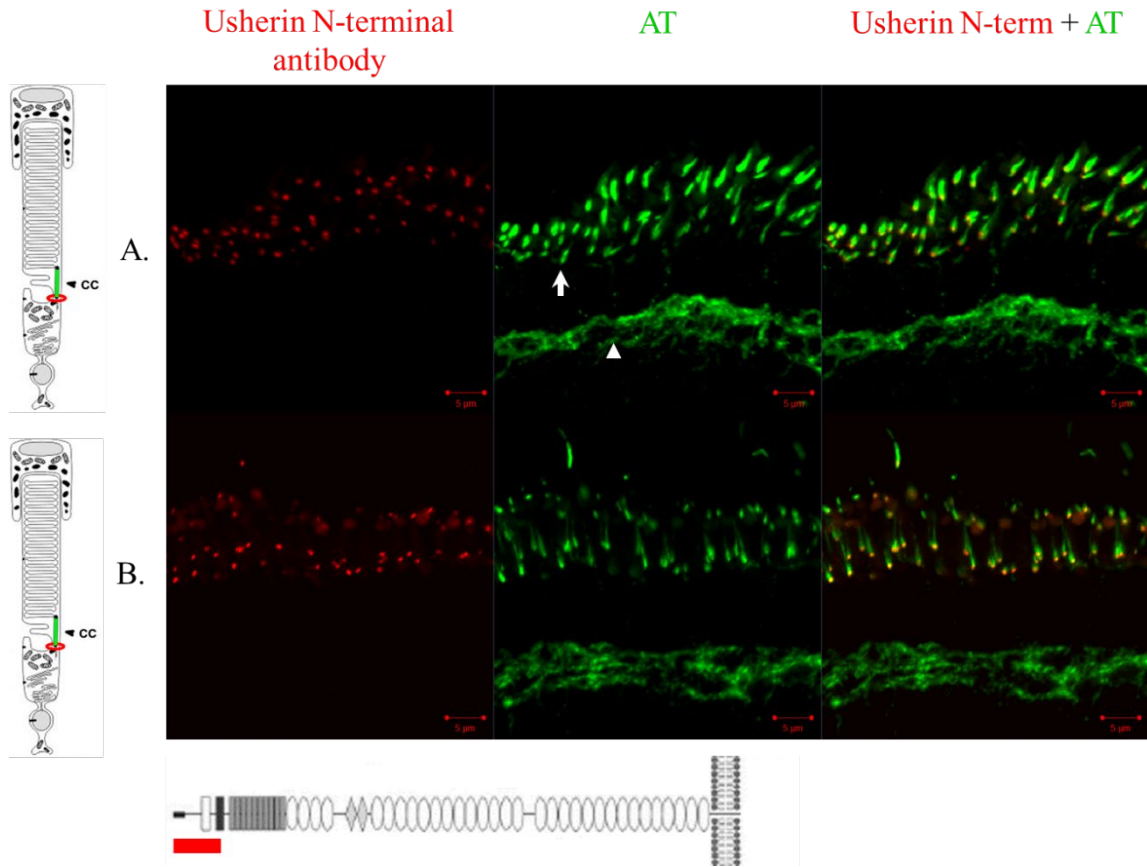 Usherin N-terminal
antibody
AT
Usherin N-term + AT
A.
CC
5 µm
5 µm
5 µm
B.
CC
5 µm
5 µm
5 µm